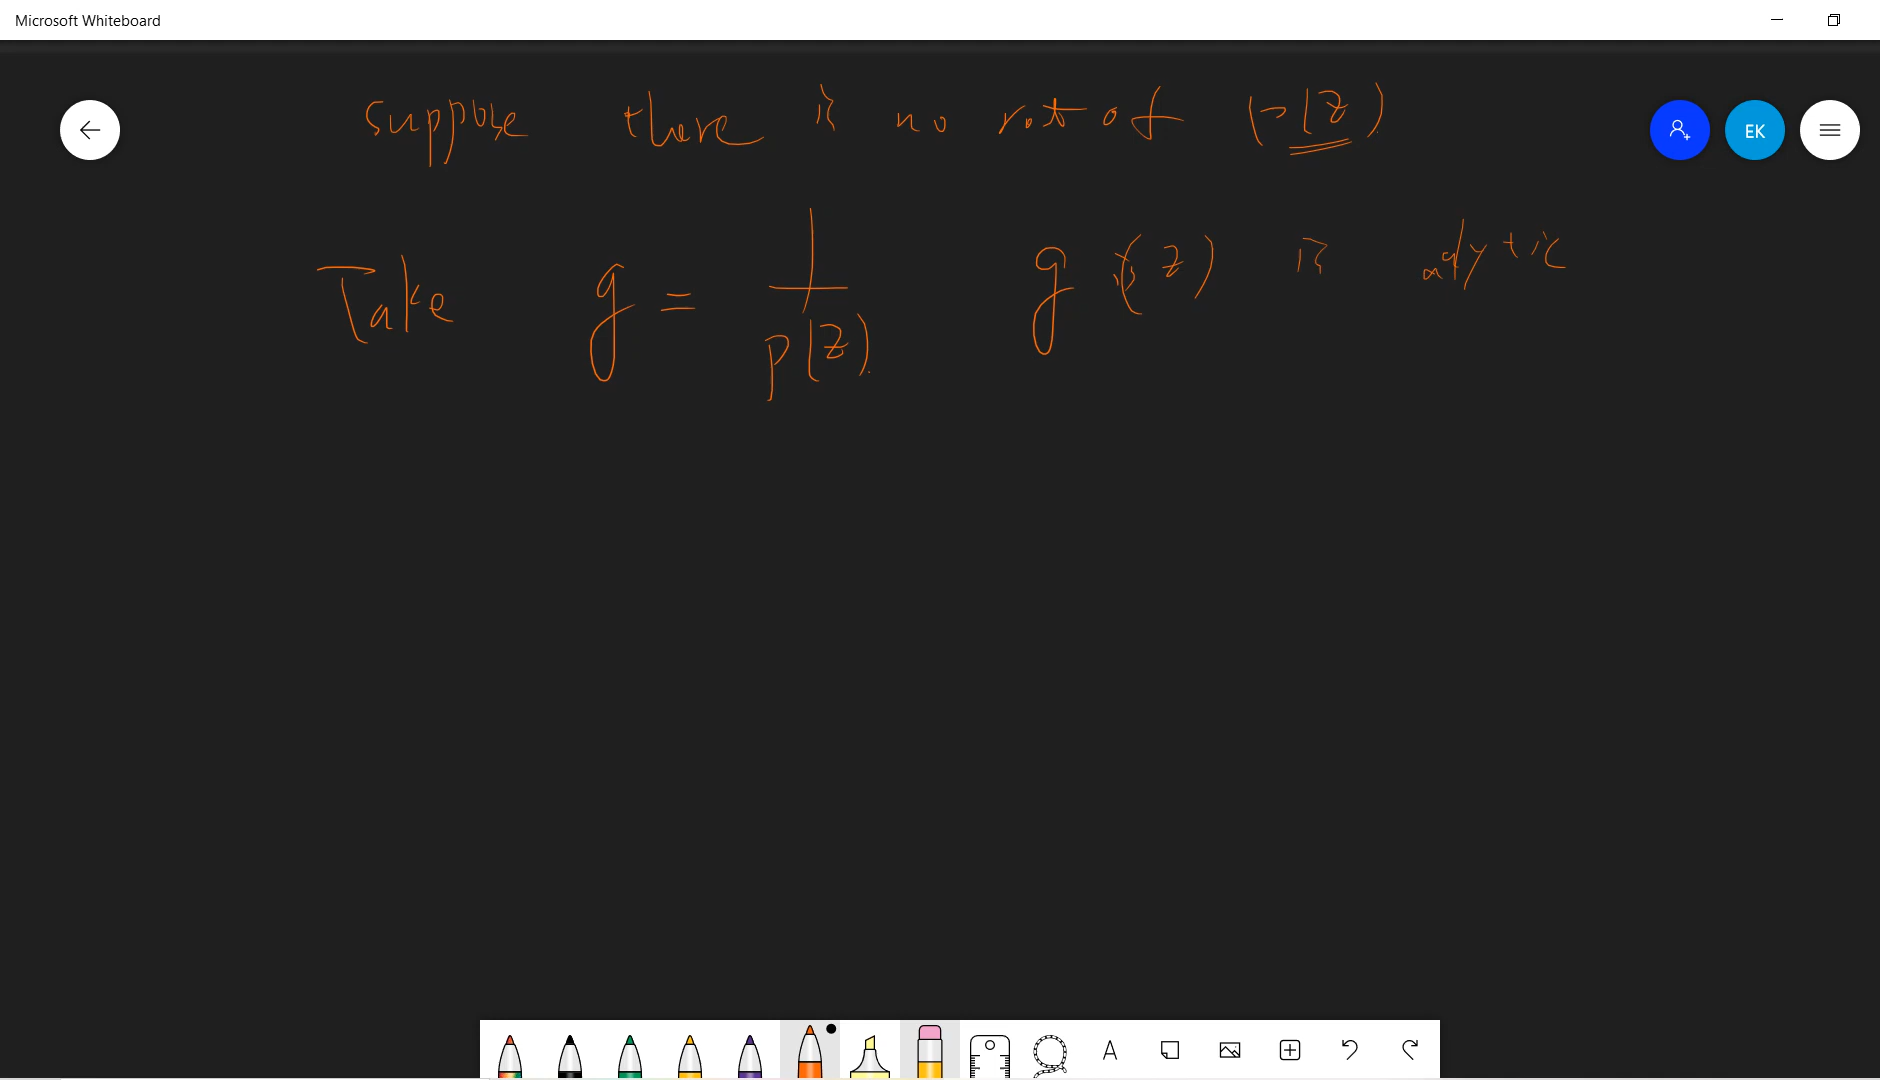 Microsoft Whiteboard
suppose there is no root of p(z)
EK
Take g = 1 / p(z) g(z) is analytic
A